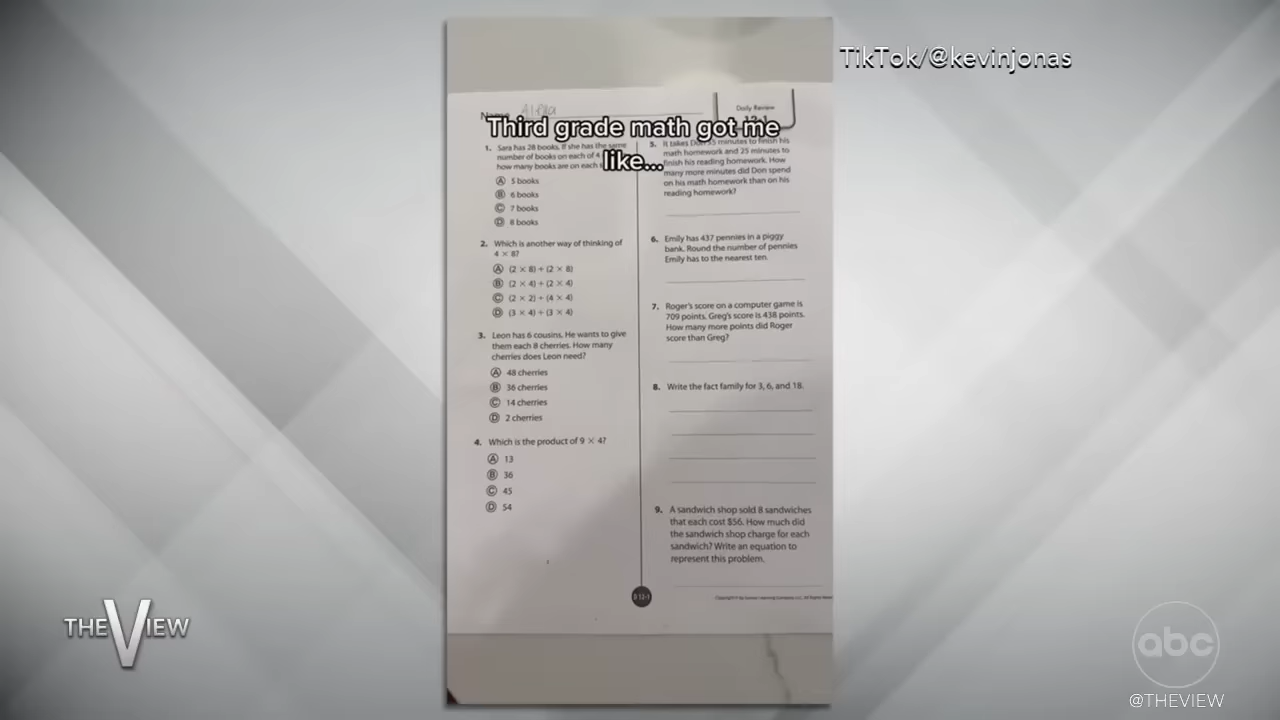 TikTok/@kevinjonas
Name Alena
Daily Review
12-1
Third grade math got me
like...
1. Sara has 28 books. If she has the same
number of books on each of 4
how many books are on each
A 5 books
B 6 books
C 7 books
D 8 books
2. Which is another way of thinking of
4 × 8?
A (2 × 8) + (2 × 8)
B (2 × 4) + (2 × 4)
C (2 × 2) + (4 × 4)
D (3 × 4) + (3 × 4)
3. Leon has 6 cousins. He wants to give
them each 8 cherries. How many
cherries does Leon need?
A 48 cherries
B 36 cherries
C 14 cherries
D 2 cherries
4. Which is the product of 9 × 4?
A 13
B 36
C 45
D 54
5. It takes Don 35 minutes to finish his
math homework and 25 minutes to
finish his reading homework. How
many more minutes did Don spend
on his math homework than on his
reading homework?
6. Emily has 437 pennies in a piggy
bank. Round the number of pennies
Emily has to the nearest ten.
7. Roger's score on a computer game is
709 points. Greg's score is 438 points.
How many more points did Roger
score than Greg?
8. Write the fact family for 3, 6, and 18.
9. A sandwich shop sold 8 sandwiches
that each cost $56. How much did
the sandwich shop charge for each
sandwich? Write an equation to
represent this problem.
THE VIEW
abc
@THEVIEW